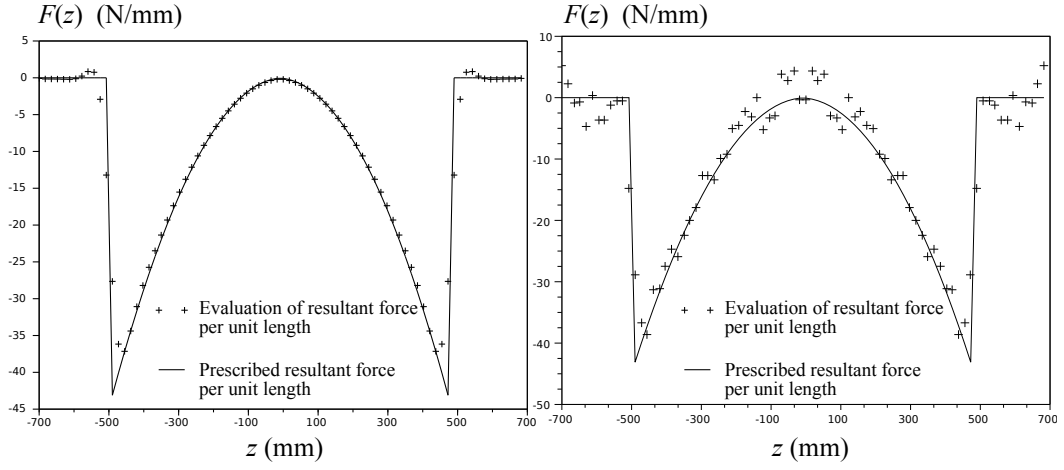 F(z) (N/mm)
5
0
-5
-10
-15
-20
-25
-30
-35
-40
-45
-700
-500
-300
-100
100
300
500
700
z (mm)
Evaluation of resultant force
per unit length
Prescribed resultant force
per unit length
F(z) (N/mm)
10
0
-10
-20
-30
-40
-50
-700
-500
-300
-100
100
300
500
700
z (mm)
Evaluation of resultant force
per unit length
Prescribed resultant force
per unit length